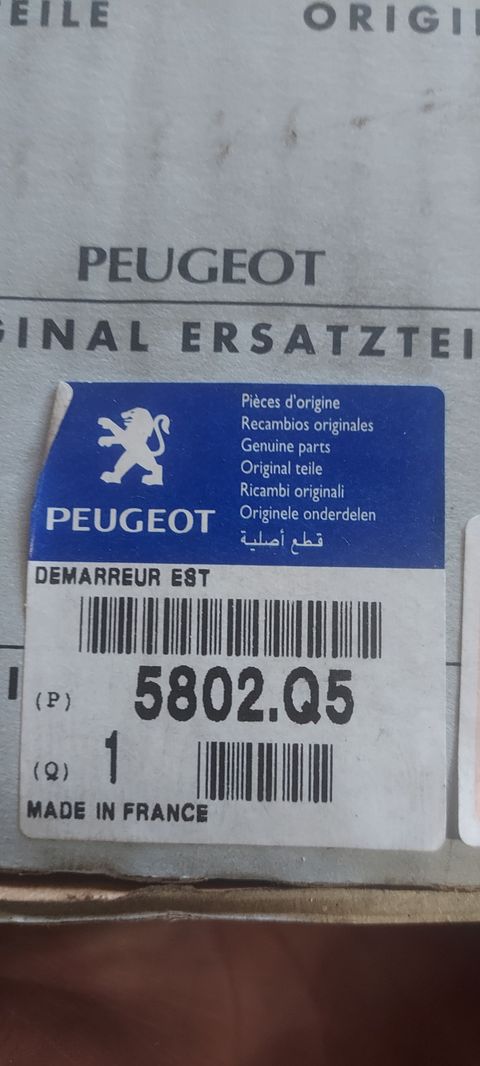 EILE ORIGI
PEUGEOT
GINAL ERSATZTEI
Pièces d'origine
Recambios originales
Genuine parts
Original teile
Ricambi originali
Originele onderdelen
قطع أصلية
PEUGEOT
DEMARREUR EST
(P) 5802.Q5
(Q) 1
MADE IN FRANCE